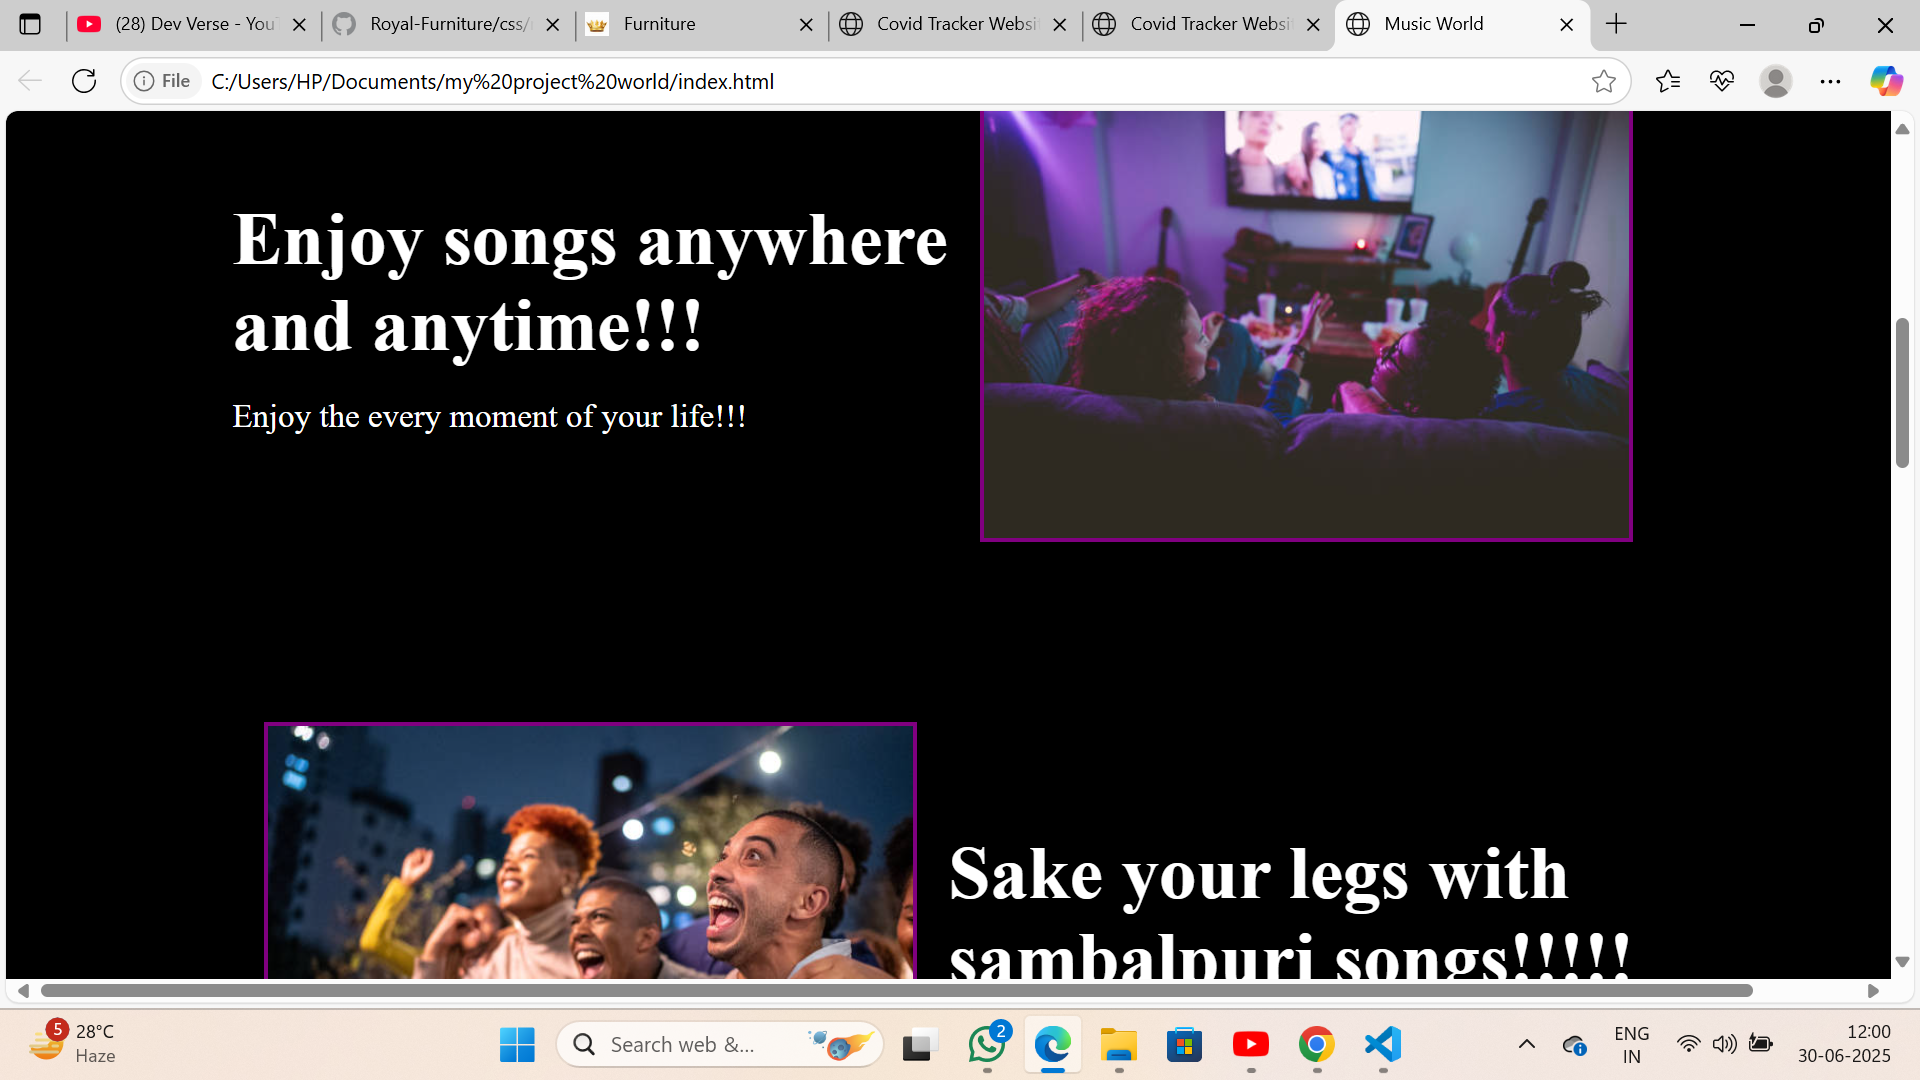 (28) Dev Verse - You
Royal-Furniture/css/
Furniture
Covid Tracker Websi
Covid Tracker Websi
Music World
File
C:/Users/HP/Documents/my%20project%20world/index.html
Enjoy songs anywhere
and anytime!!!
Enjoy the every moment of your life!!!
Sake your legs with
sambalpuri songs!!!!!
5
28°C
Haze
Search web &...
2
ENG
IN
12:00
30-06-2025